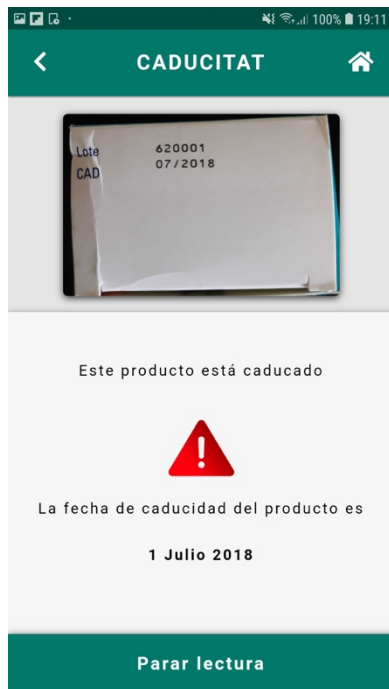 100% 19:11
CADUCITAT
Lote 620001
CAD 07/2018
Este producto está caducado
La fecha de caducidad del producto es
1 Julio 2018
Parar lectura